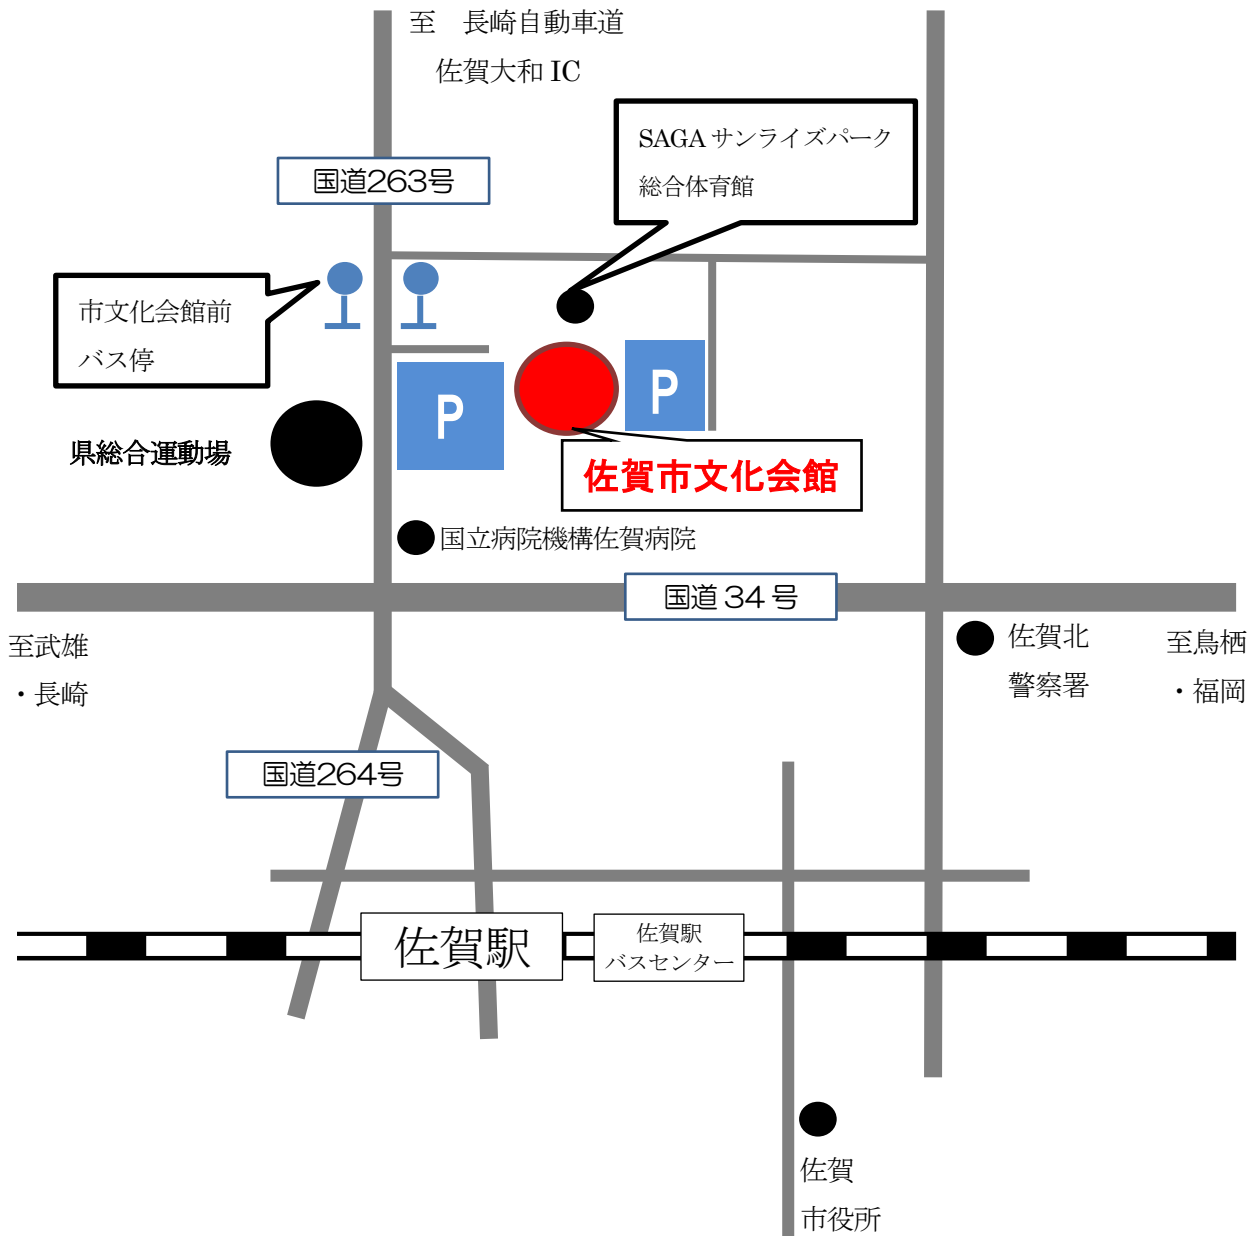 至　長崎自動車道
佐賀大和 IC
SAGA サンライズパーク
総合体育館
国道263号
市文化会館前
バス停
P
P
県総合運動場
佐賀市文化会館
国立病院機構佐賀病院
国道 34 号
至武雄
・長崎
佐賀北
警察署
至鳥栖
・福岡
国道264号
佐賀駅
佐賀駅
バスセンター
佐賀
市役所